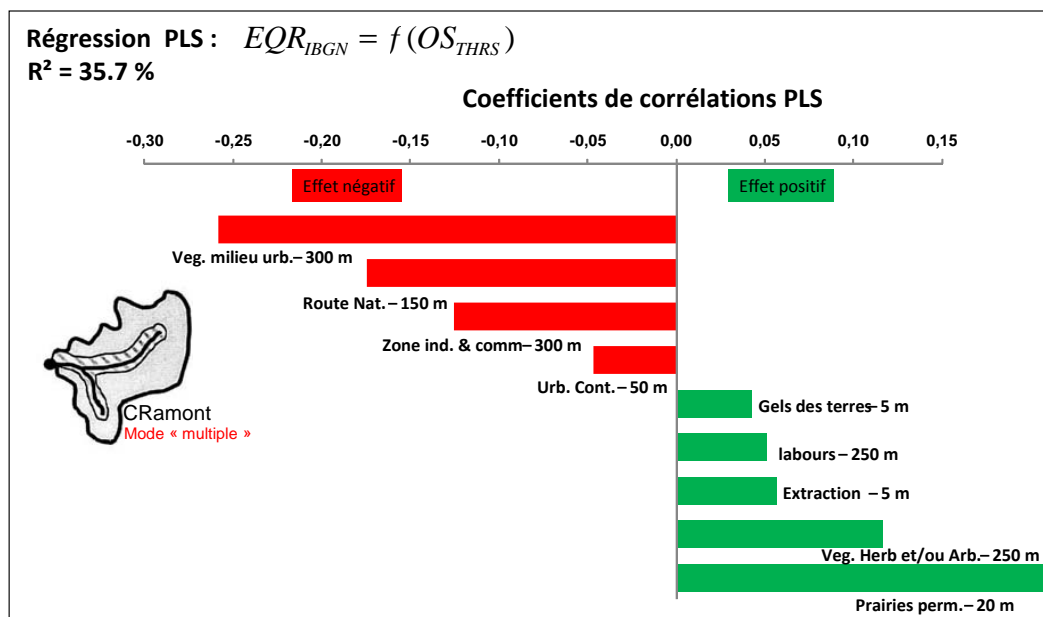 Régression PLS : EQR_IBGN = f(OS_THRS)
R² = 35.7 %
Coefficients de corrélations PLS
-0,30 -0,25 -0,20 -0,15 -0,10 -0,05 0,00 0,05 0,10 0,15
Effet négatif Effet positif
Veg. milieu urb.– 300 m
Route Nat. – 150 m
Zone ind. & comm– 300 m
Urb. Cont. – 50 m
Gels des terres– 5 m
CRamont
Mode « multiple »
labours – 250 m
Extraction – 5 m
Veg. Herb et/ou Arb.– 250 m
Prairies perm.– 20 m